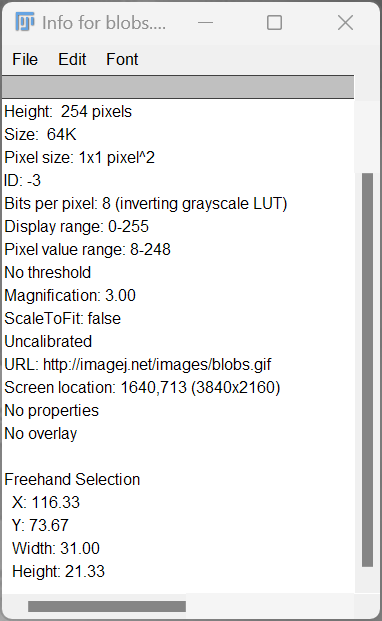 Info for blobs....
File Edit Font
Height:  254 pixels
Size:  64K
Pixel size: 1x1 pixel^2
ID: -3
Bits per pixel: 8 (inverting grayscale LUT)
Display range: 0-255
Pixel value range: 8-248
No threshold
Magnification: 3.00
ScaleToFit: false
Uncalibrated
URL: http://imagej.net/images/blobs.gif
Screen location: 1640,713 (3840x2160)
No properties
No overlay

Freehand Selection
  X: 116.33
  Y: 73.67
  Width: 31.00
  Height: 21.33